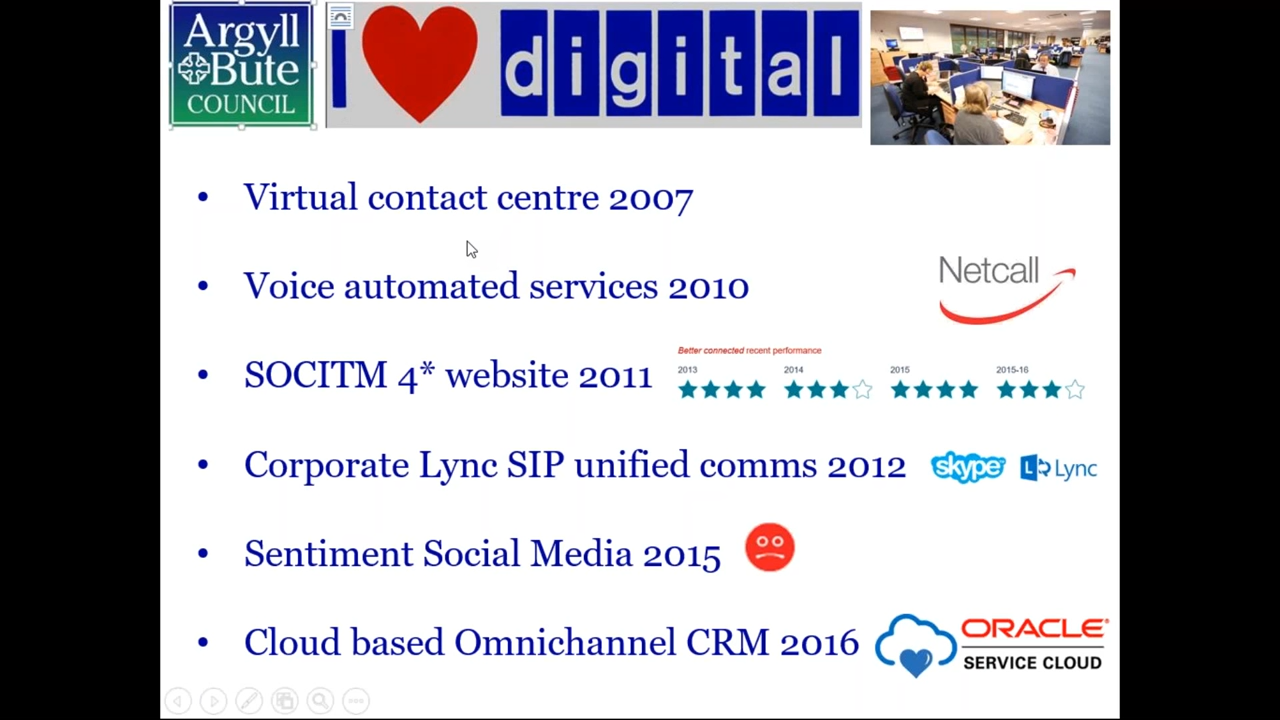 Argyll
Bute
COUNCIL
I digital
• Virtual contact centre 2007
• Voice automated services 2010
Netcall
Better connected recent performance
• SOCITM 4* website 2011
2013 2014 2015 2015-16
• Corporate Lync SIP unified comms 2012
skype
L Lync
• Sentiment Social Media 2015
• Cloud based Omnichannel CRM 2016
ORACLE®
SERVICE CLOUD